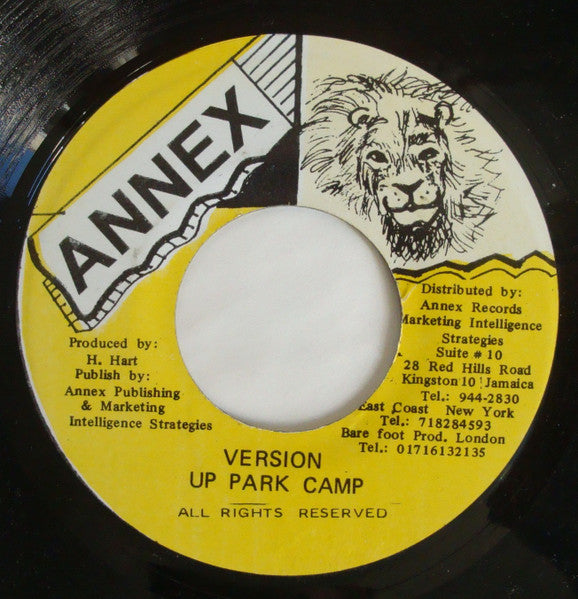 ANNEX
Produced by:
H. Hart
Publish by:
Annex Publishing
& Marketing
Intelligence Strategies
Distributed by:
Annex Records
Marketing Intelligence
Strategies
Suite # 10
28 Red Hills Road
Kingston 10 Jamaica
Tel.: 944-2830
East Coast New York
Tel.: 718284593
Bare foot Prod. London
Tel.: 01716132135
VERSION
UP PARK CAMP
ALL RIGHTS RESERVED